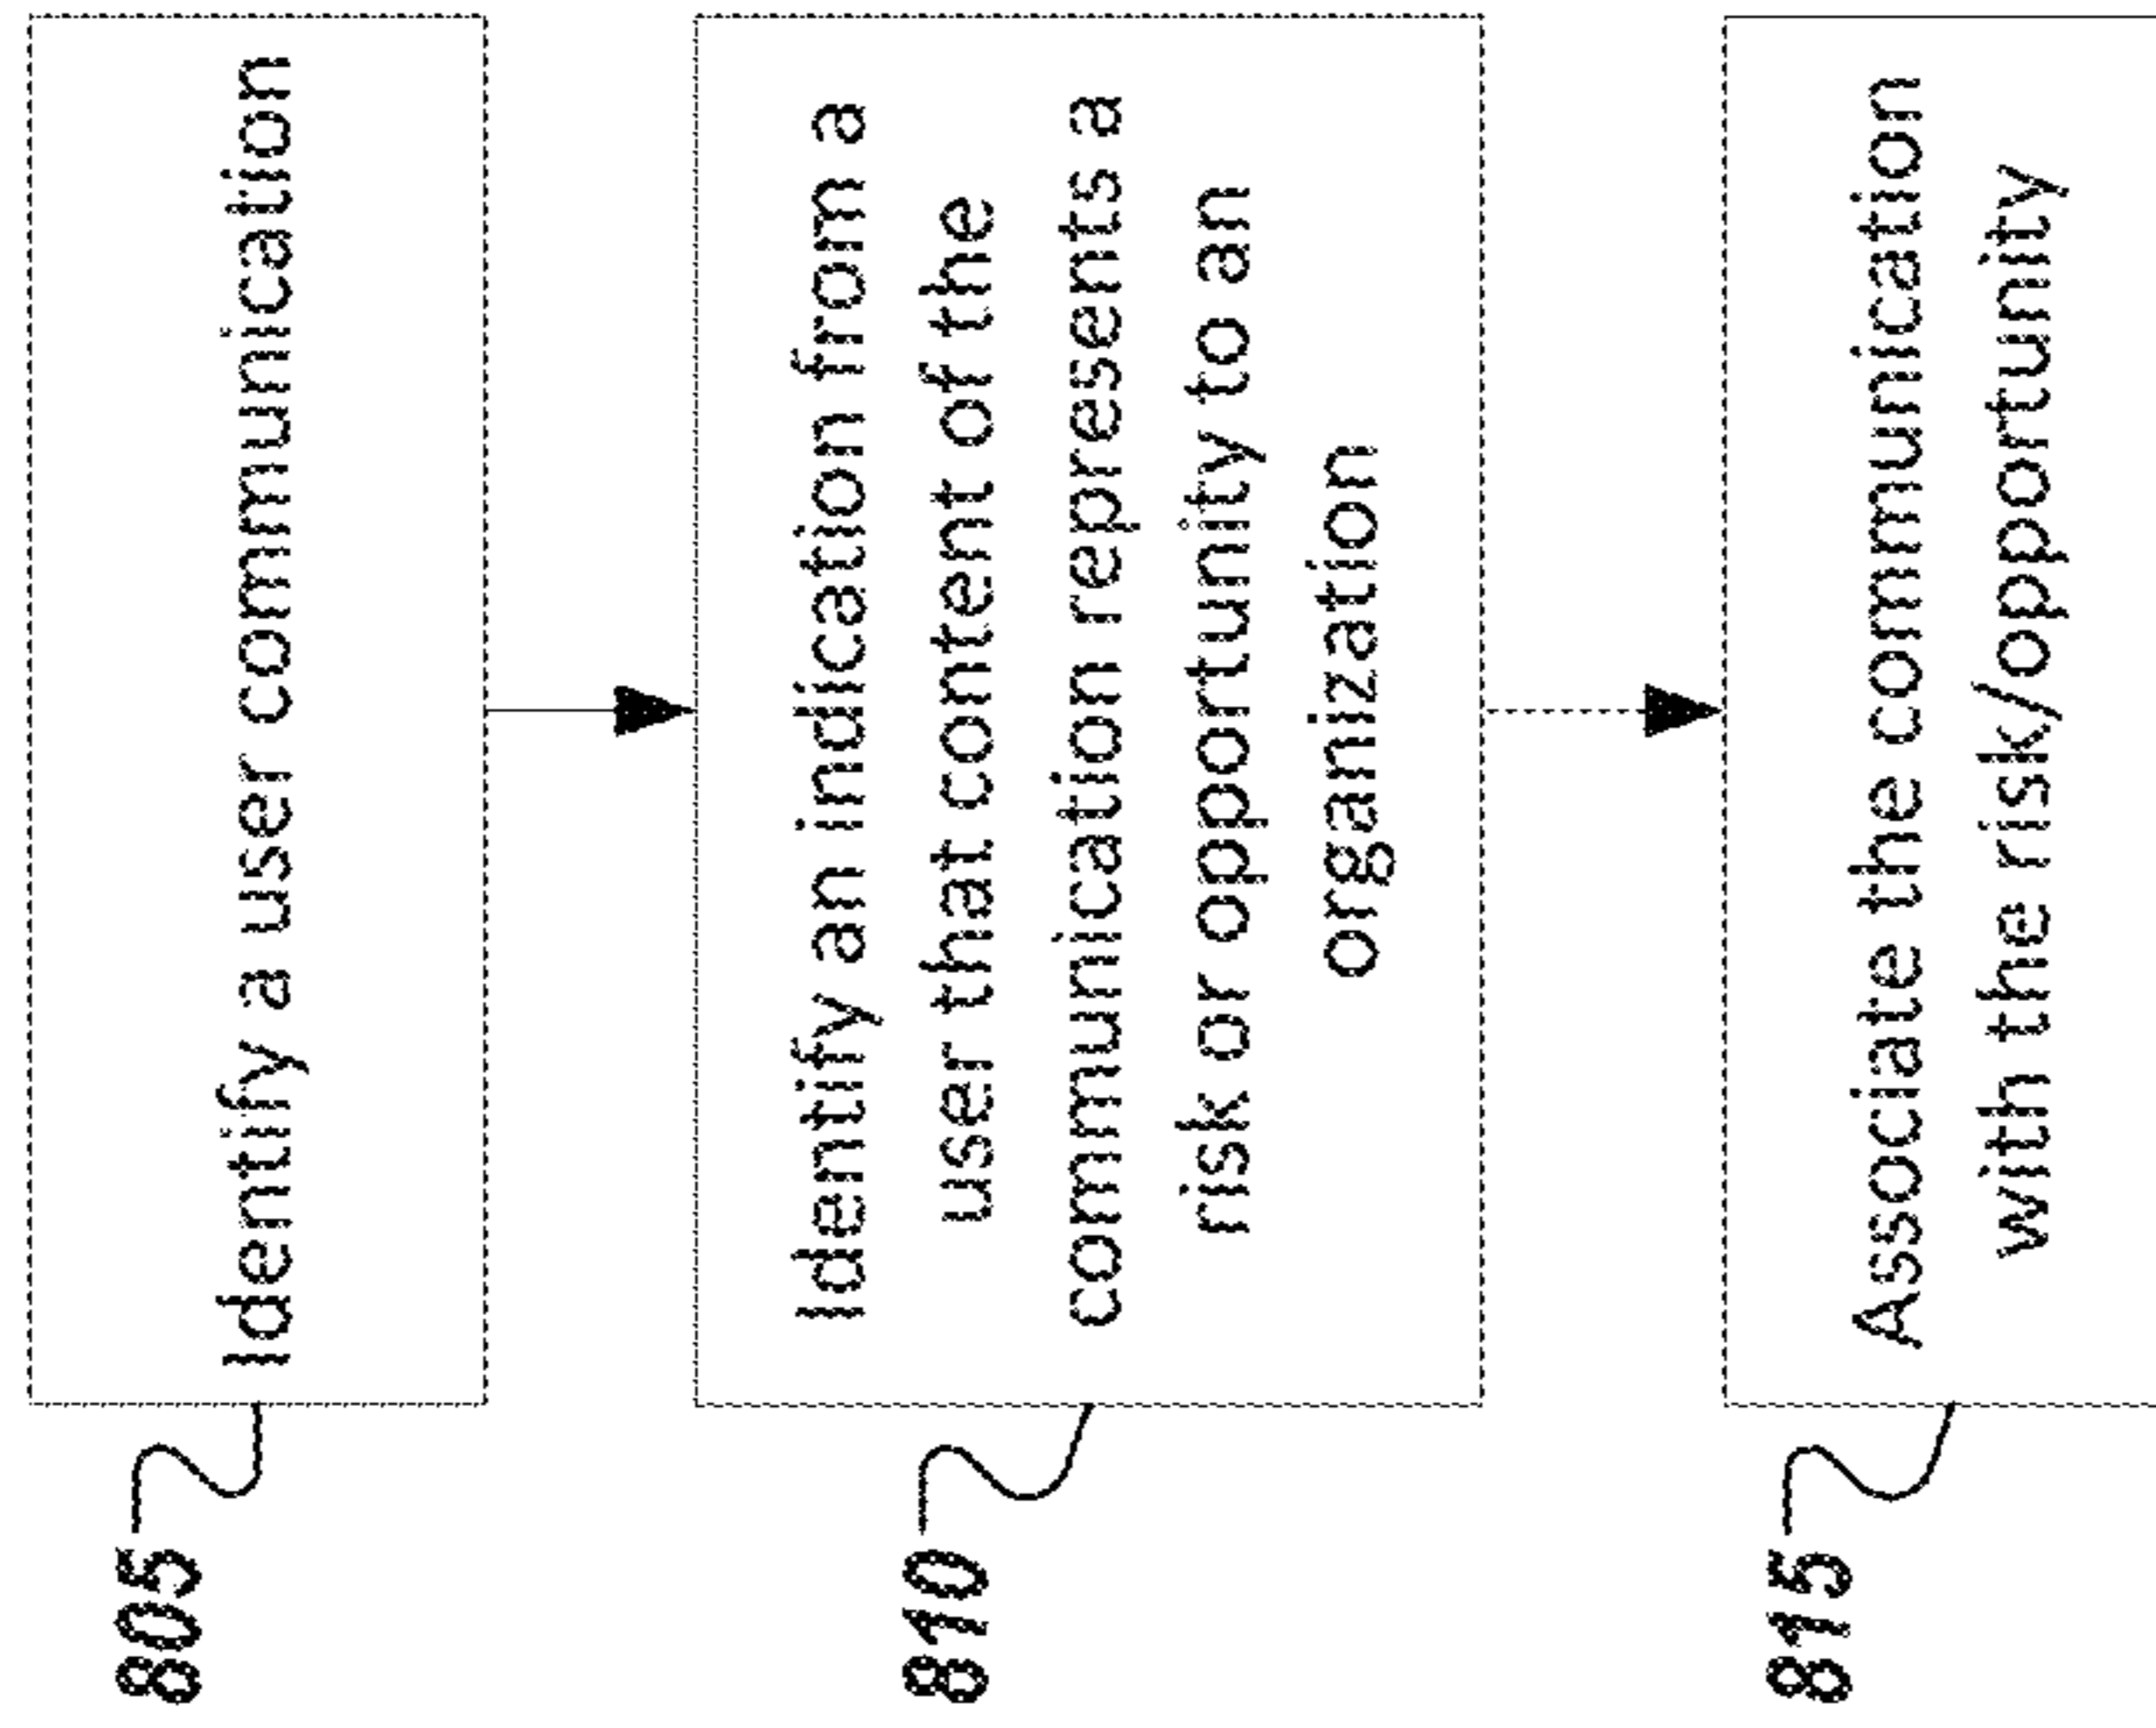 805
Identify a user communication
810
Identify an indication from a
user that content of the
communication represents a
risk or opportunity to an
organization
815
Associate the communication
with the risk/opportunity